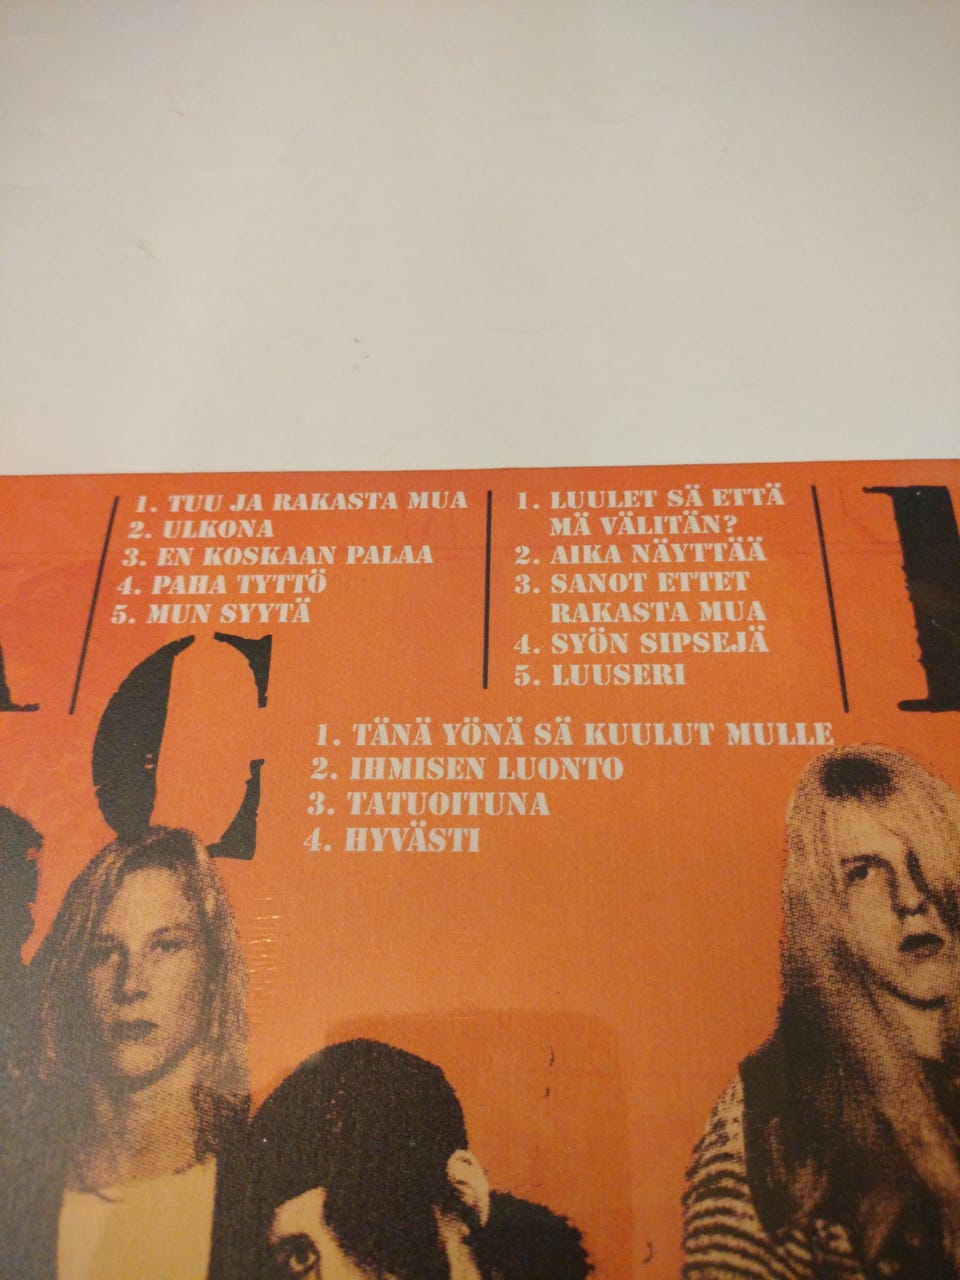 1. TUU JA RAKASTA MUA
2. ULKONA
3. EN KOSKAAN PALAA
4. PAHA TYTTÖ
5. MUN SYYTÄ
1. LUULET SÄ ETTÄ
MÄ VÄLITÄN?
2. AIKA NÄYTTÄÄ
3. SANOT ETTET
RAKASTA MUA
4. SYÖN SIPSEJÄ
5. LUUSERI
C
1. TÄNÄ YÖNÄ SÄ KUULUT MULLE
2. IHMISEN LUONTO
3. TATUOITUNA
4. HYVÄSTI